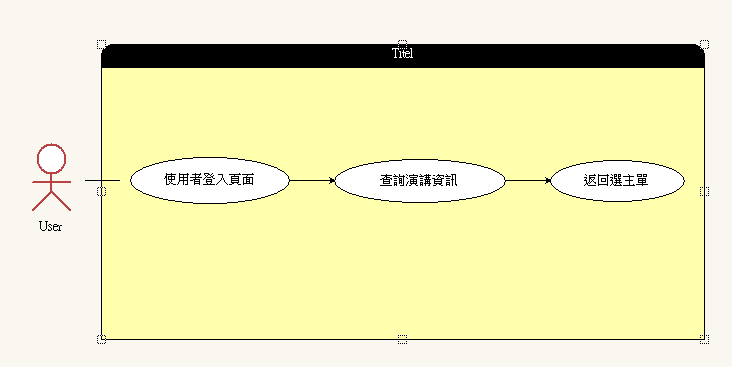 Titel
使用者登入頁面
查詢演講資訊
返回選主單
User